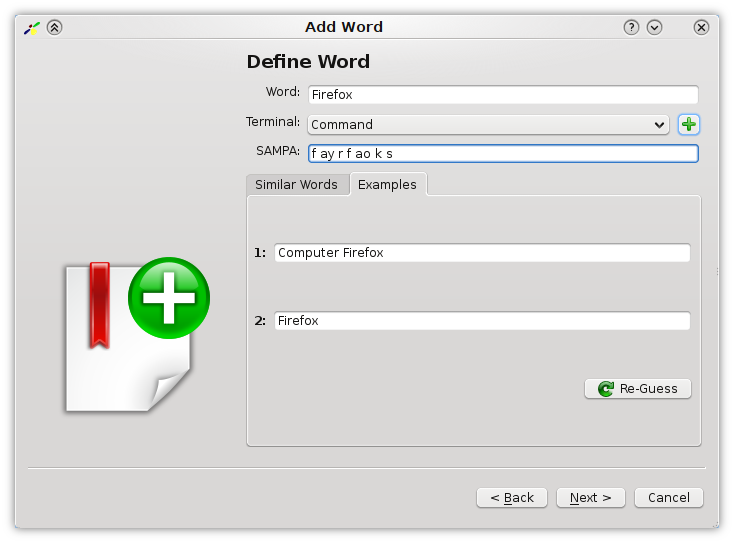 Add Word
Define Word
Word: Firefox
Terminal: Command
SAMPA: f ay r f ao k s
Similar Words Examples
1: Computer Firefox
2: Firefox
Re-Guess
< Back Next > Cancel